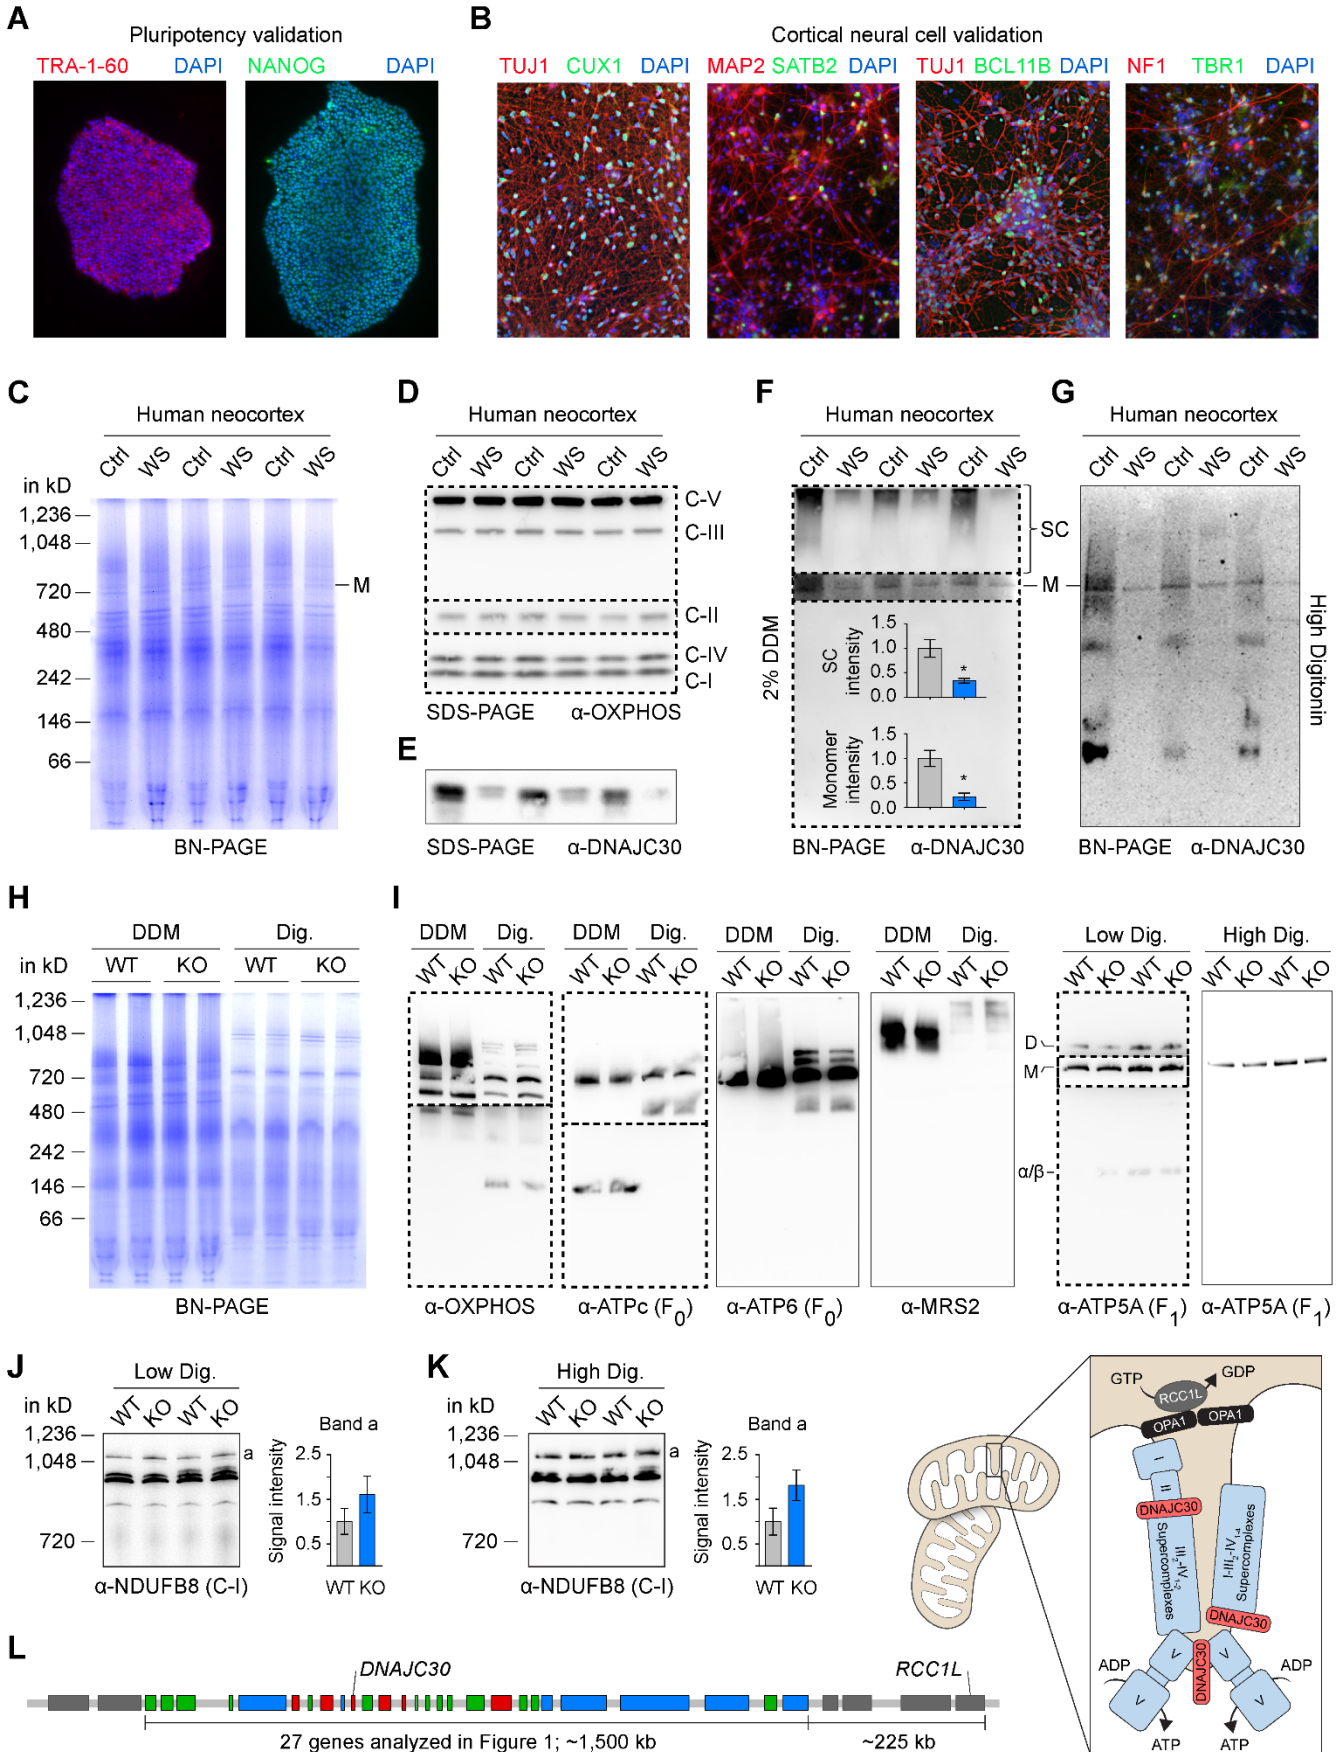 A
Pluripotency validation
TRA-1-60 DAPI NANOG DAPI
B
Cortical neural cell validation
TUJ1 CUX1 DAPI MAP2 SATB2 DAPI TUJ1 BCL11B DAPI NF1 TBR1 DAPI
C
Human neocortex
Ctrl WS Ctrl WS Ctrl WS
in kD
1,236
1,048
720
480
242
146
66
M
BN-PAGE
D
Human neocortex
Ctrl WS Ctrl WS Ctrl WS
C-V
C-III
C-II
C-IV
C-I
SDS-PAGE α-OXPHOS
E
SDS-PAGE α-DNAJC30
F
Human neocortex
Ctrl WS Ctrl WS Ctrl WS
SC
M
2% DDM
SC intensity
1.5
1.0
0.5
0.0
*
Monomer intensity
1.5
1.0
0.5
0.0
*
BN-PAGE α-DNAJC30
G
Human neocortex
Ctrl WS Ctrl WS Ctrl WS
High Digitonin
BN-PAGE α-DNAJC30
H
DDM Dig.
WT KO WT KO
in kD
1,236
1,048
720
480
242
146
66
BN-PAGE
I
DDM Dig. DDM Dig. DDM Dig. DDM Dig. Low Dig. High Dig.
WT KO WT KO WT KO WT KO WT KO WT KO WT KO WT KO WT KO WT KO WT KO WT KO
D
M
α/β
α-OXPHOS α-ATPc (F0) α-ATP6 (F0) α-MRS2 α-ATP5A (F1) α-ATP5A (F1)
J
Low Dig.
in kD
WT KO WT KO
1,236
1,048
720
a
α-NDUFB8 (C-I)
Band a
Signal intensity
2.5
1.5
0.5
WT KO
K
High Dig.
in kD
WT KO WT KO
1,236
1,048
720
a
α-NDUFB8 (C-I)
Band a
Signal intensity
2.5
1.5
0.5
WT KO
GTP GDP
RCC1L
OPA1 OPA1
I
II
DNAJC30
III2-IV1-2
Supercomplexes
I-III2-IV1-4
Supercomplexes
DNAJC30
V V
DNAJC30
ADP ADP
V V
ATP ATP
L
DNAJC30 RCC1L
27 genes analyzed in Figure 1; ~1,500 kb ~225 kb